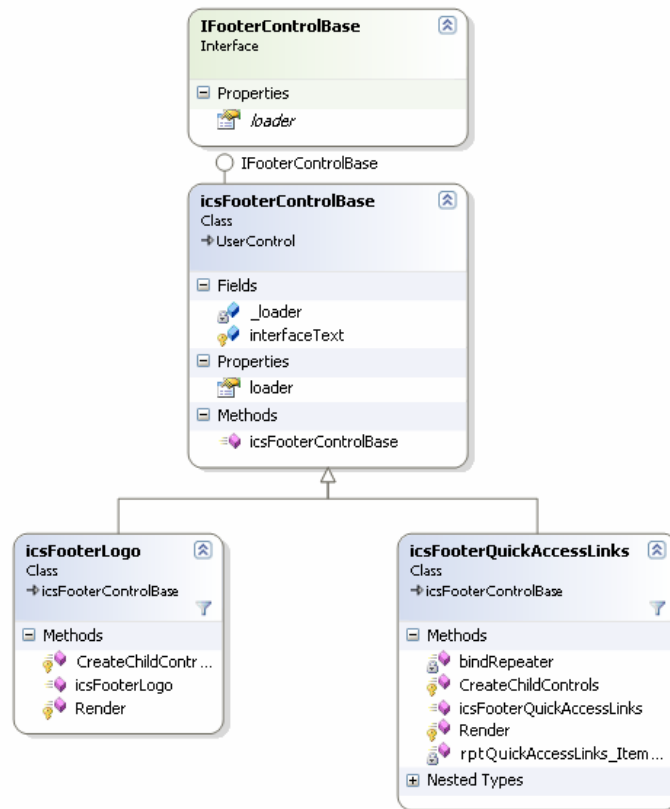 IFooterControlBase
Interface
Properties
loader
IFooterControlBase
icsFooterControlBase
Class
UserControl
Fields
_loader
interfaceText
Properties
loader
Methods
icsFooterControlBase
icsFooterLogo
Class
icsFooterControlBase
Methods
CreateChildContr...
icsFooterLogo
Render
icsFooterQuickAccessLinks
Class
icsFooterControlBase
Methods
bindRepeater
CreateChildControls
icsFooterQuickAccessLinks
Render
rptQuickAccessLinks_Item...
Nested Types